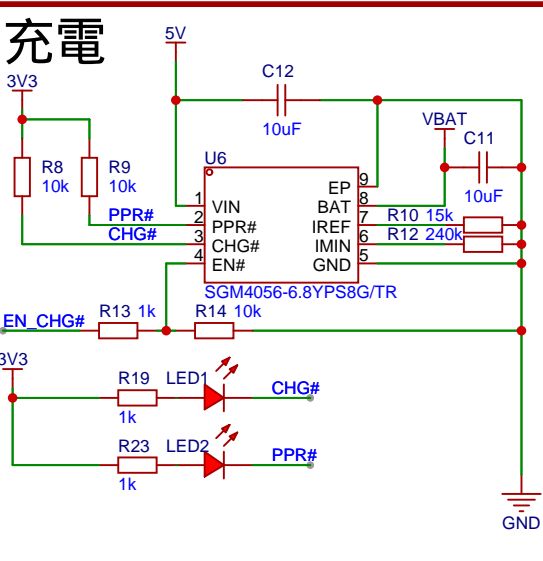 充電
5V
3V3
C12
10uF
VBAT
C11
10uF
R8
10k
R9
10k
U6
EP 9
1 VIN
BAT 8
PPR# 2 PPR#
IREF 7 R10 15k
CHG# 3 CHG#
IMIN 6 R12 240k
4 EN#
GND 5
SGM4056-6.8YPS8G/TR
EN_CHG#
R13 1k
R14 10k
3V3
R19
1k
LED1
CHG#
R23
1k
LED2
PPR#
GND